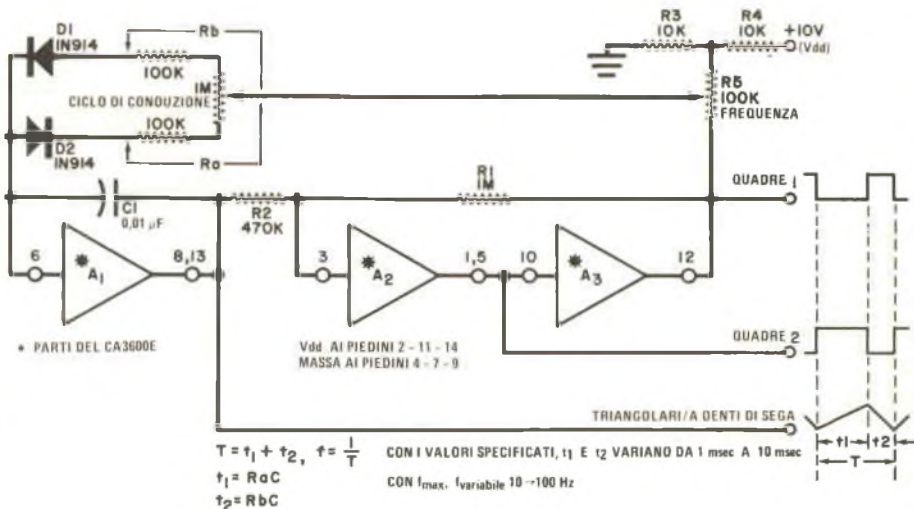 D1
IN914
Rb
100K
1M
CICLO DI CONDUZIONE
100K
D2
IN914
Ra
R3
10K
R4
10K
+10V
(Vdd)
R5
100K
FREQUENZA
C1
0,01 µF
R2
470K
R1
1M
QUADRE 1
6
* A1
8,13
3
* A2
1,5
10
* A3
12
QUADRE 2
* PARTI DEL CA3600E
Vdd AI PIEDINI 2 - 11 - 14
MASSA AI PIEDINI 4 - 7 - 9
TRIANGOLARI/A DENTI DI SEGA
t1
t2
T
T = t1 + t2, f = 1/T
t1 = RaC
t2 = RbC
CON I VALORI SPECIFICATI, t1 E t2 VARIANO DA 1 msec A 10 msec
CON fmax. fvariabile 10→100 Hz